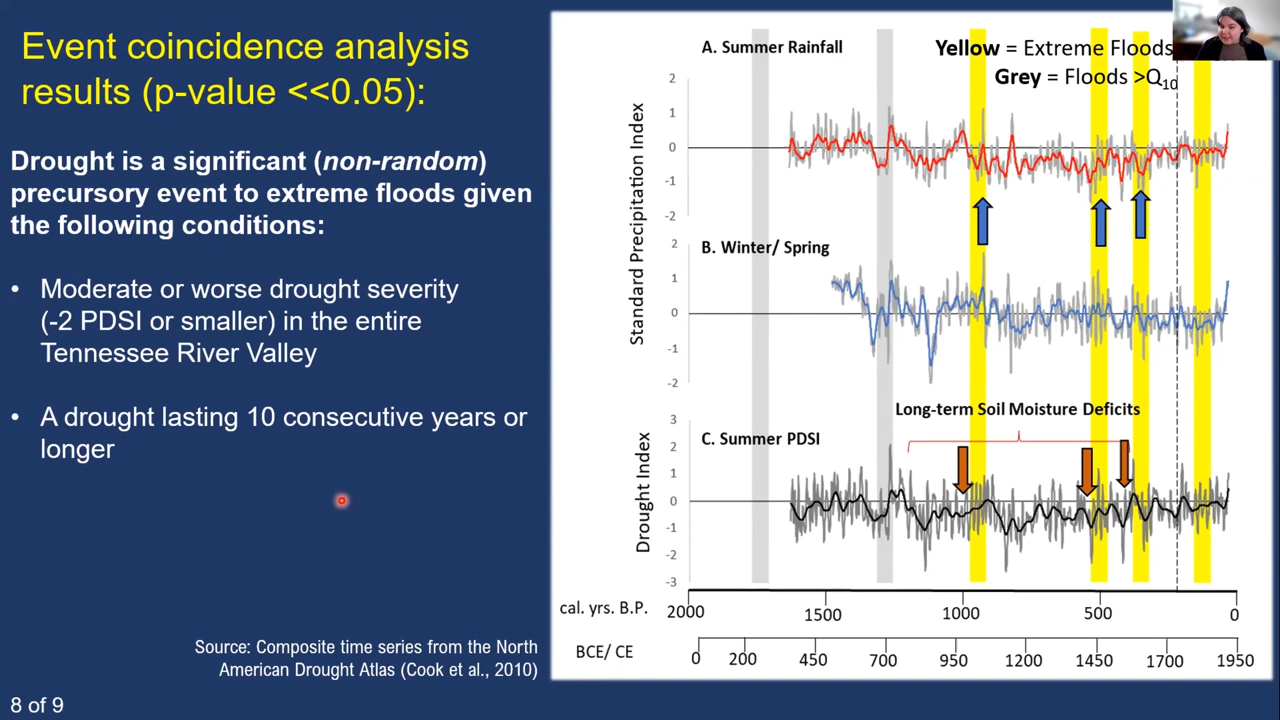 Event coincidence analysis
results (p-value <<0.05):
Drought is a significant (non-random)
precursory event to extreme floods given
the following conditions:
• Moderate or worse drought severity
(-2 PDSI or smaller) in the entire
Tennessee River Valley
• A drought lasting 10 consecutive years or
longer
Source: Composite time series from the North
American Drought Atlas (Cook et al., 2010)
8 of 9
A. Summer Rainfall
Yellow = Extreme Floods
Grey = Floods >Q10
Standard Precipitation Index
2
1
0
-1
-2
B. Winter/ Spring
2
1
0
-1
-2
Long-term Soil Moisture Deficits
C. Summer PDSI
Drought Index
3
2
1
0
-1
-2
-3
cal. yrs. B.P. 2000 1500 1000 500 0
BCE/ CE 0 200 450 700 950 1200 1450 1700 1950